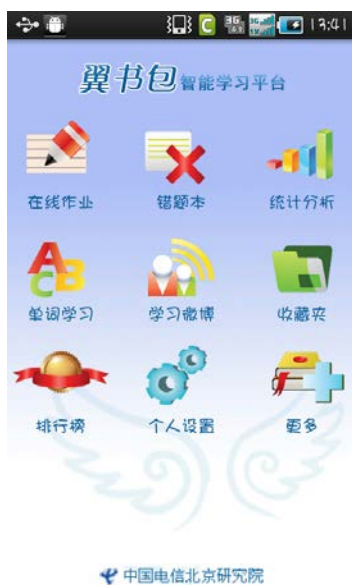 3G 13:41
翼书包智能学习平台
在线作业 错题本 统计分析
单词学习 学习微博 收藏夹
排行榜 个人设置 更多
中国电信北京研究院